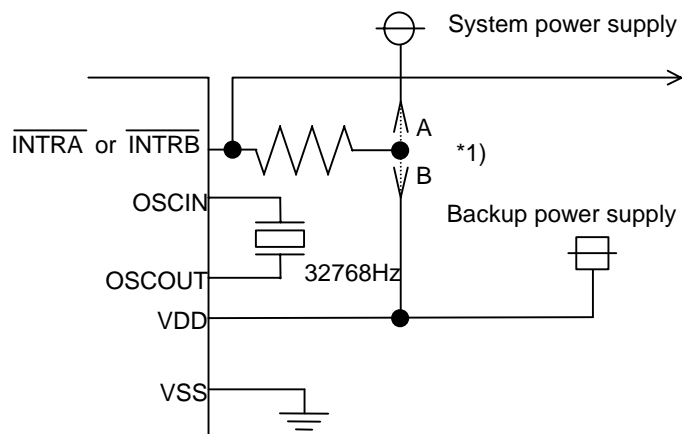 System power supply
A
INTRA or INTRB
*1)
B
OSCIN
Backup power supply
OSCOUT
32768Hz
VDD
VSS